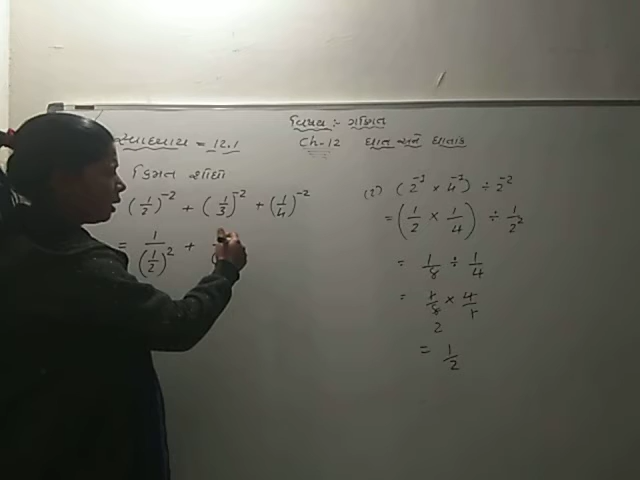 વિષય :- ગણિત
સ્વાધ્યાય = 12.1
Ch-12 ઘાત અને ઘાતાંક
કિંમત શોધો
(1/2)⁻² + (1/3)⁻² + (1/4)⁻²
= 1/(1/2)² +
(2) (2⁻¹ × 4⁻¹) ÷ 2⁻²
= (1/2 × 1/4) ÷ 1/2²
= 1/8 ÷ 1/4
= 1/8 × 4/1
2
= 1/2